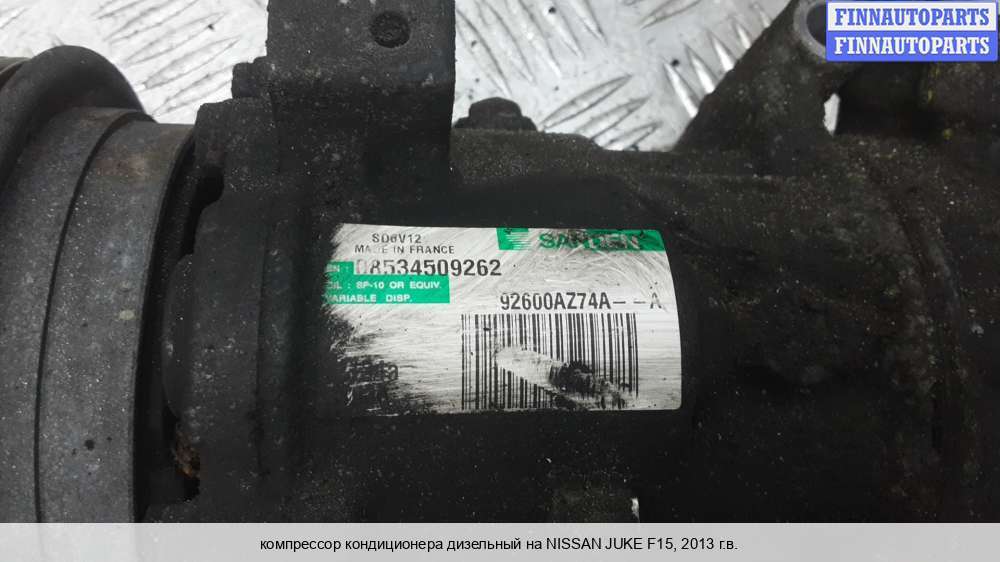 FINNAUTOPARTS
FINNAUTOPARTS
SD6V12
MADE IN FRANCE
SANDEN
08534509262
OIL : SP-10 OR EQUIV.
VARIABLE DISP.
92600AZ74A--A
компрессор кондиционера дизельный на NISSAN JUKE F15, 2013 г.в.